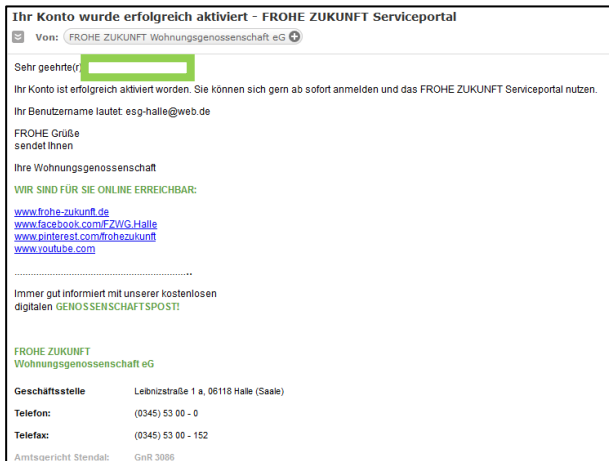 Ihr Konto wurde erfolgreich aktiviert - FROHE ZUKUNFT Serviceportal
Von: FROHE ZUKUNFT Wohnungsgenossenschaft eG
Sehr geehrte(r)
Ihr Konto ist erfolgreich aktiviert worden. Sie können sich gern ab sofort anmelden und das FROHE ZUKUNFT Serviceportal nutzen.
Ihr Benutzername lautet: esg-halle@web.de
FROHE Grüße
sendet Ihnen
Ihre Wohnungsgenossenschaft
WIR SIND FÜR SIE ONLINE ERREICHBAR:
www.frohe-zukunft.de
www.facebook.com/FZWG.Halle
www.pinterest.com/frohezukunft
www.youtube.com
Immer gut informiert mit unserer kostenlosen
digitalen GENOSSENSCHAFTSPOST!
FROHE ZUKUNFT
Wohnungsgenossenschaft eG
Geschäftsstelle Leibnizstraße 1 a, 06118 Halle (Saale)
Telefon: (0345) 53 00 - 0
Telefax: (0345) 53 00 - 152
Amtsgericht Stendal: GnR 3086